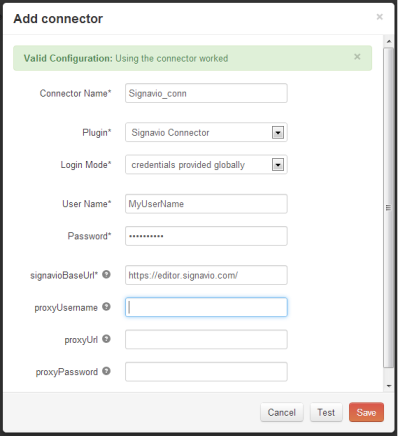 Add connector ×
Valid Configuration: Using the connector worked ×
Connector Name* Signavio_conn
Plugin* Signavio Connector
Login Mode* credentials provided globally
User Name* MyUserName
Password* ••••••••••
signavioBaseUrl* ? https://editor.signavio.com/
proxyUsername ?
proxyUrl ?
proxyPassword ?
Cancel Test Save